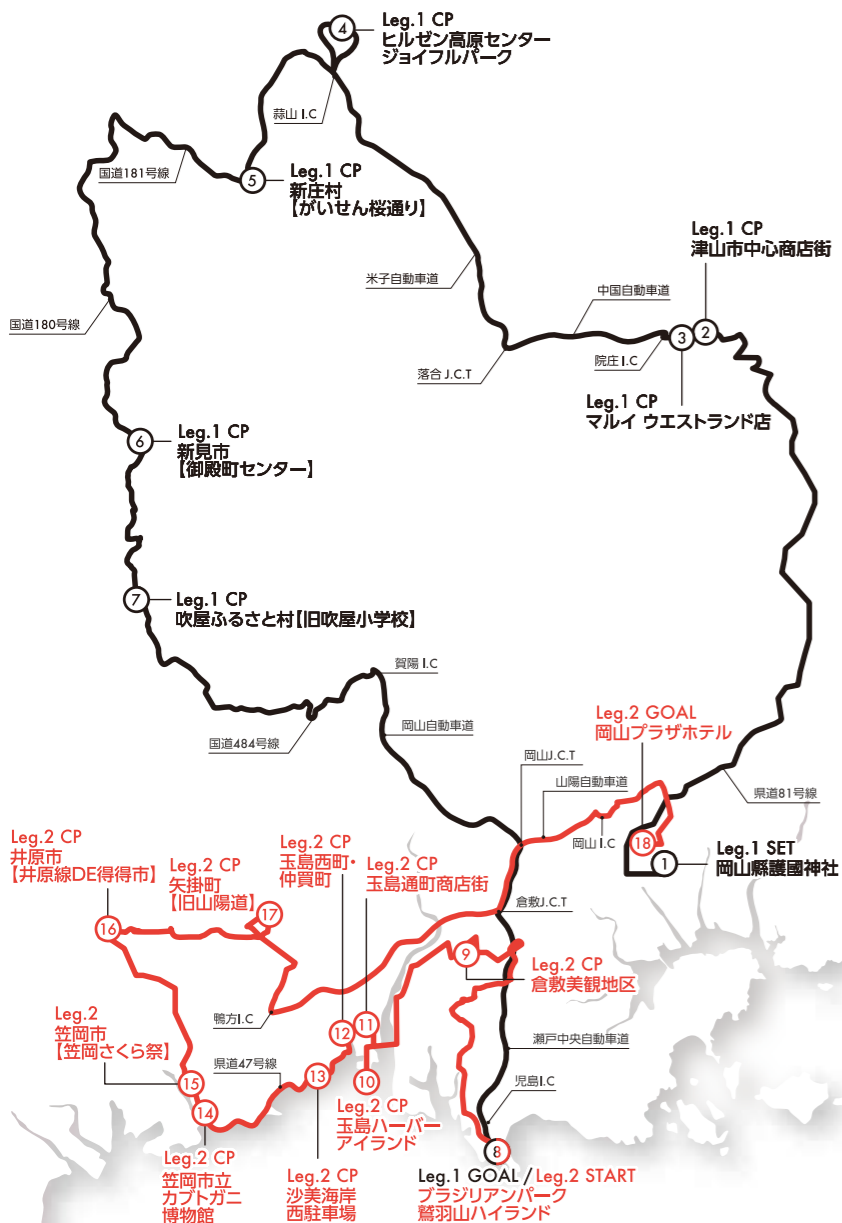 Leg.1 CP
ヒルゼン高原センター
ジョイフルパーク
4
蒜山 I.C
国道181号線
5
Leg.1 CP
新庄村
【がいせん桜通り】
Leg.1 CP
津山市中心商店街
米子自動車道
中国自動車道
国道180号線
3
2
院庄 I.C
落合 J.C.T
Leg.1 CP
マルイ ウエストランド店
6
Leg.1 CP
新見市
【御殿町センター】
7
Leg.1 CP
吹屋ふるさと村【旧吹屋小学校】
賀陽 I.C
岡山自動車道
国道484号線
Leg.2 GOAL
岡山プラザホテル
岡山J.C.T
山陽自動車道
県道81号線
岡山 I.C
18
1
Leg.1 SET
岡山縣護國神社
Leg.2 CP
井原市
【井原線DE得得市】
Leg.2 CP
矢掛町
【旧山陽道】
Leg.2 CP
玉島西町・
仲買町
Leg.2 CP
玉島通町商店街
17
16
倉敷J.C.T
9
Leg.2 CP
倉敷美観地区
鴨方I.C
Leg.2
笠岡市
【笠岡さくら祭】
12
11
瀬戸中央自動車道
県道47号線
13
10
児島I.C
15
14
Leg.2 CP
玉島ハーバー
アイランド
8
Leg.2 CP
笠岡市立
カブトガニ
博物館
Leg.2 CP
沙美海岸
西駐車場
Leg.1 GOAL / Leg.2 START
ブラジリアンパーク
鷲羽山ハイランド